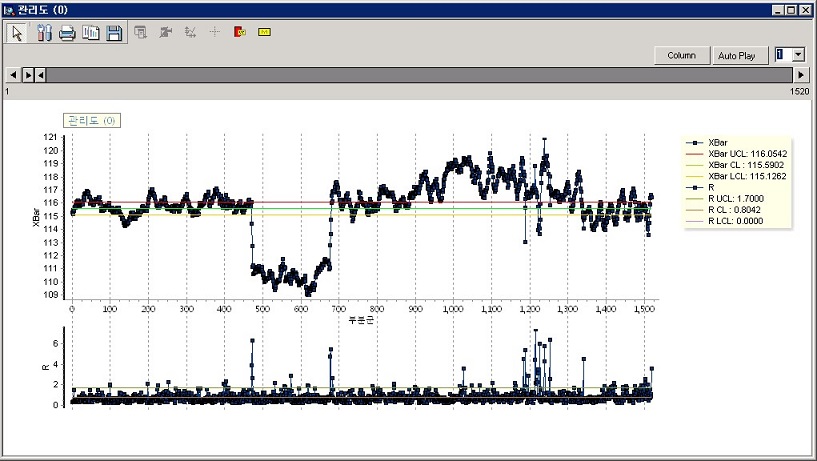 관리도 (0)
Column
Auto Play
1
1
1520
관리도 (0)
121
120
119
118
117
116
115
114
113
112
111
110
109
XBar
0
100
200
300
400
500
600
700
800
900
1,000
1,100
1,200
1,300
1,400
1,500
부분군
6
4
2
0
R
XBar
XBar UCL: 116.0542
XBar CL : 115.5902
XBar LCL: 115.1262
R
R UCL: 1.7000
R CL : 0.8042
R LCL: 0.0000